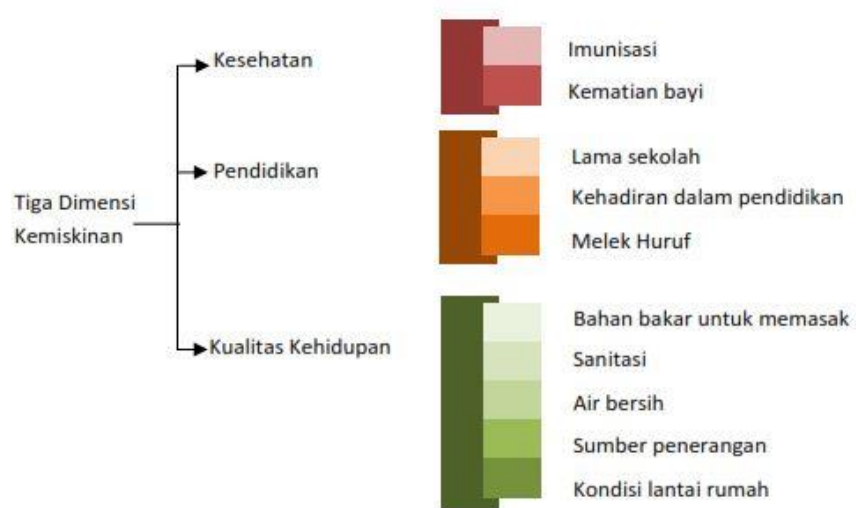 Tiga Dimensi
Kemiskinan
Kesehatan
Imunisasi
Kematian bayi
Pendidikan
Lama sekolah
Kehadiran dalam pendidikan
Melek Huruf
Kualitas Kehidupan
Bahan bakar untuk memasak
Sanitasi
Air bersih
Sumber penerangan
Kondisi lantai rumah